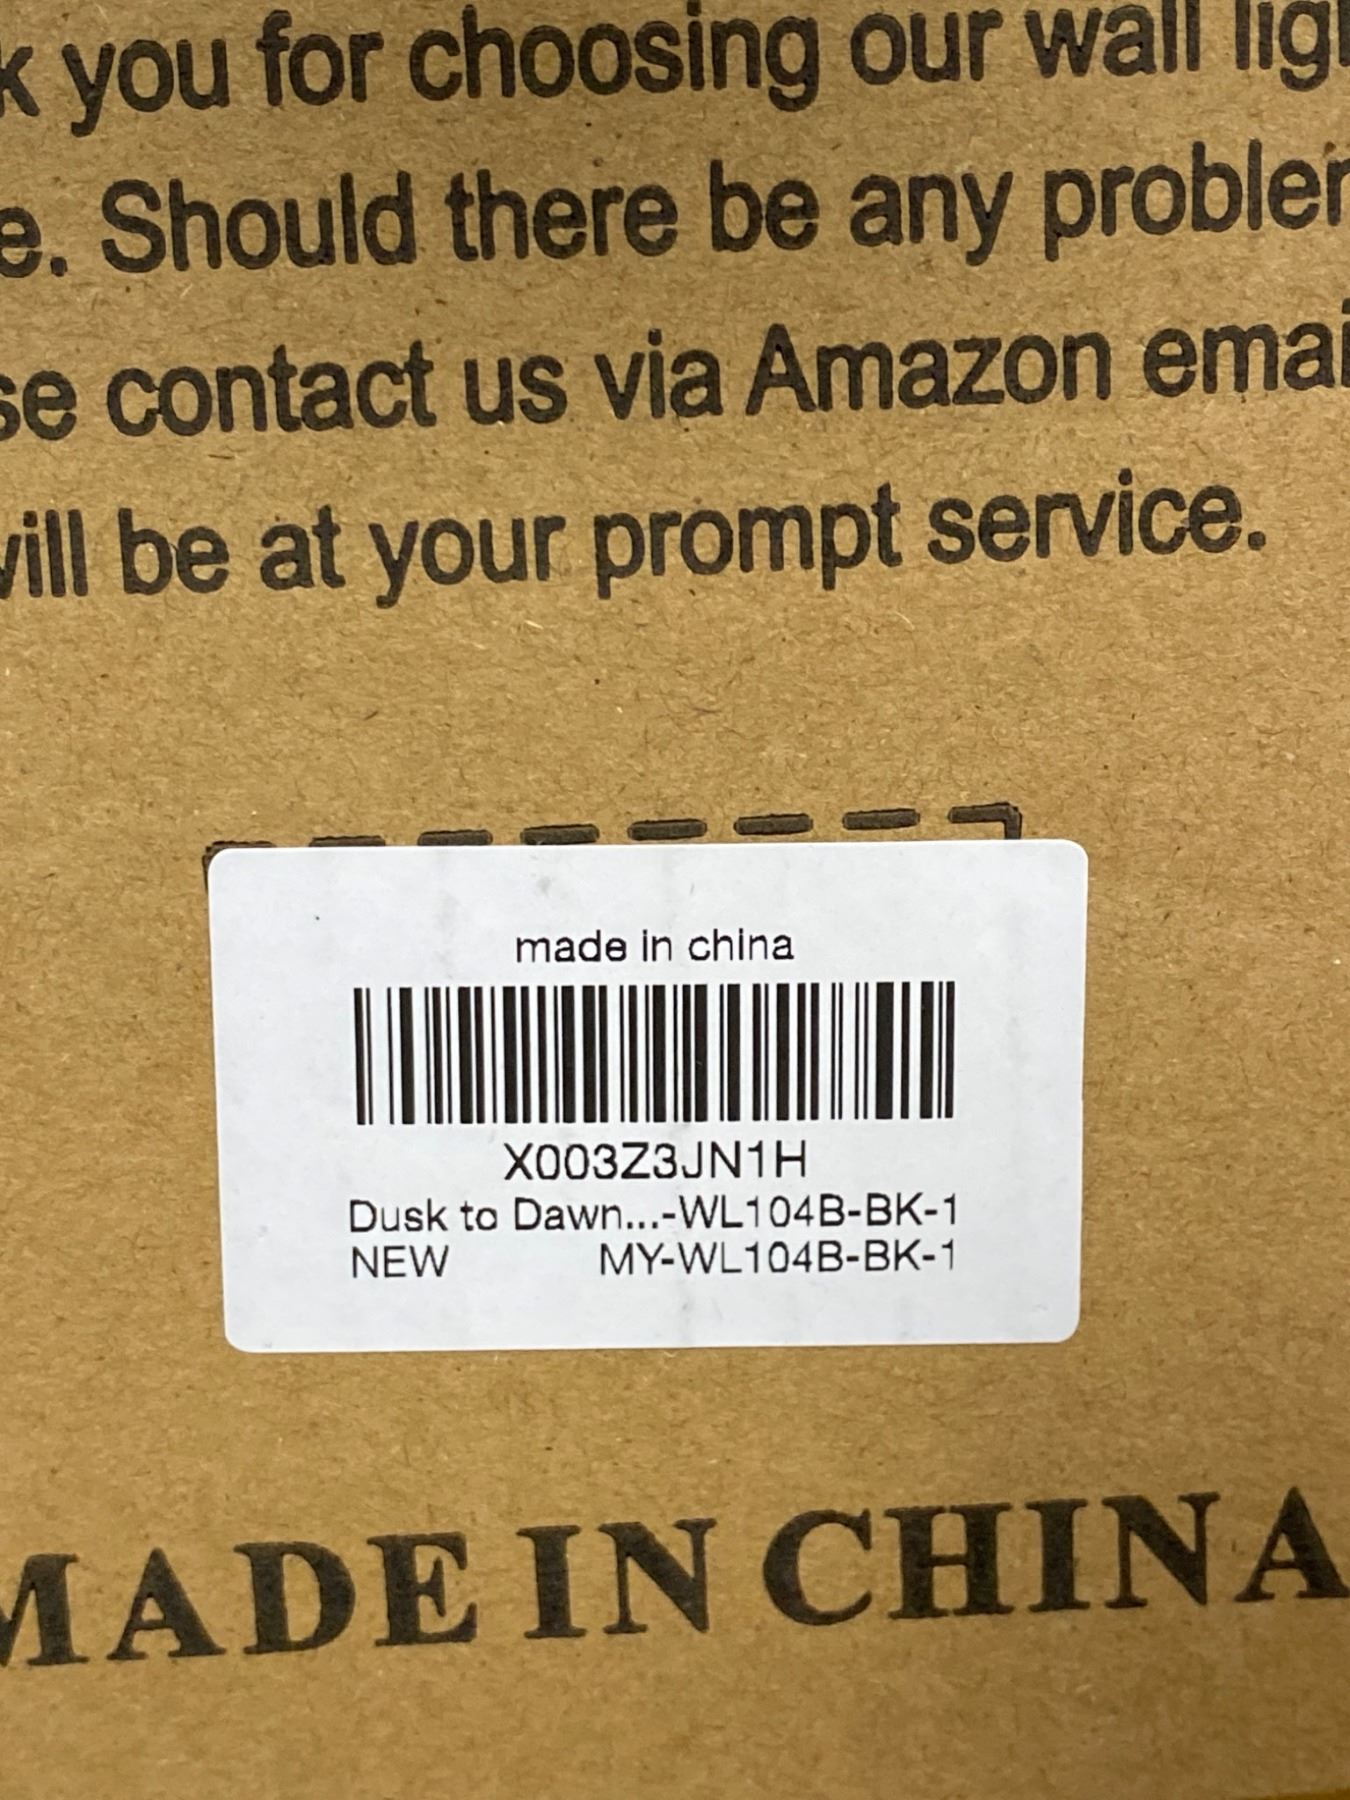 k you for choosing our wall lig
e. Should there be any problem
se contact us via Amazon emai
will be at your prompt service.
made in china
X003Z3JN1H
Dusk to Dawn...-WL104B-BK-1
NEW MY-WL104B-BK-1
MADE IN CHINA